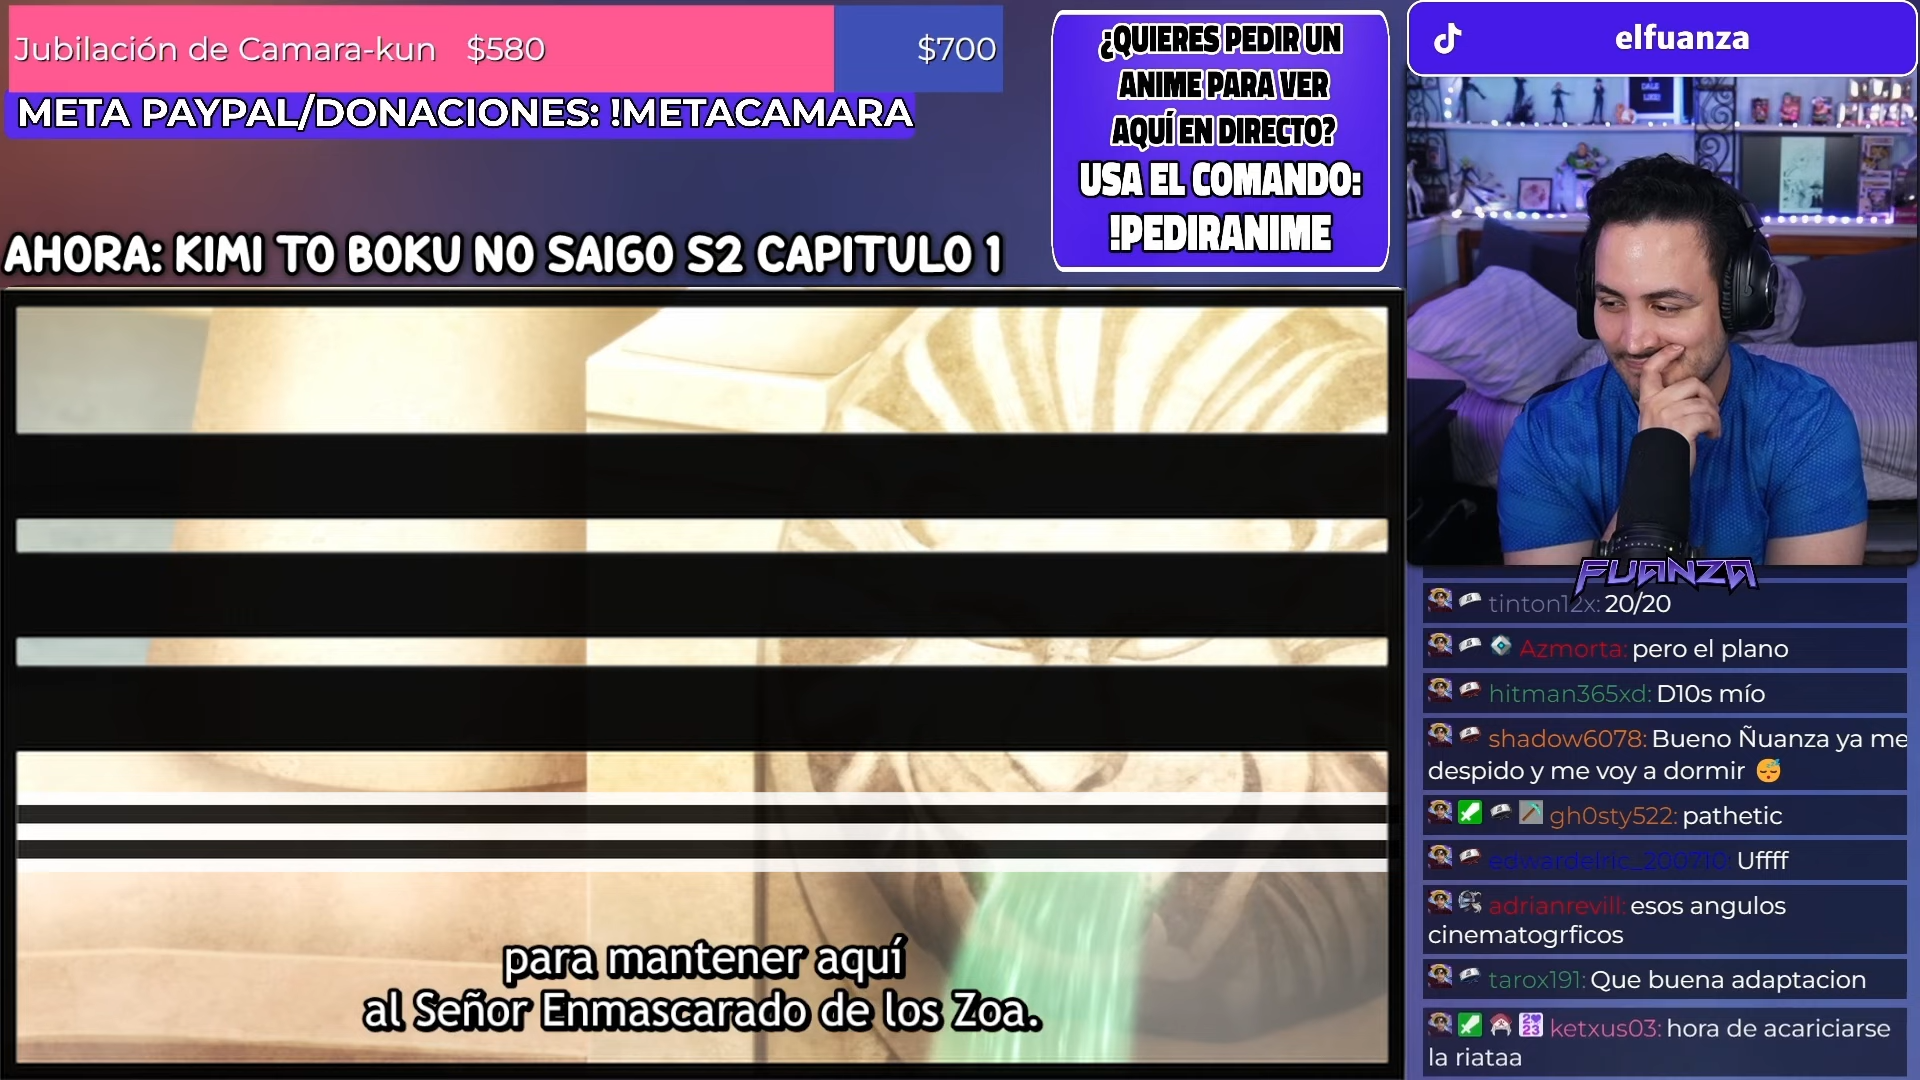 Jubilación de Camara-kun $580 $700
META PAYPAL/DONACIONES: !METACAMARA
AHORA: KIMI TO BOKU NO SAIGO S2 CAPITULO 1
¿QUIERES PEDIR UN
ANIME PARA VER
AQUÍ EN DIRECTO?
USA EL COMANDO:
!PEDIRANIME
elfuanza
para mantener aquí
al Señor Enmascarado de los Zoa.
FUANZA
tinton12x: 20/20
Azmorta: pero el plano
hitman365xd: D10s mío
shadow6078: Bueno Ñuanza ya me
despido y me voy a dormir 😴
gh0sty522: pathetic
edwardelric_200710: Uffff
adrianrevill: esos angulos
cinematogrficos
tarox191: Que buena adaptacion
ketxus03: hora de acariciarse
la riataa